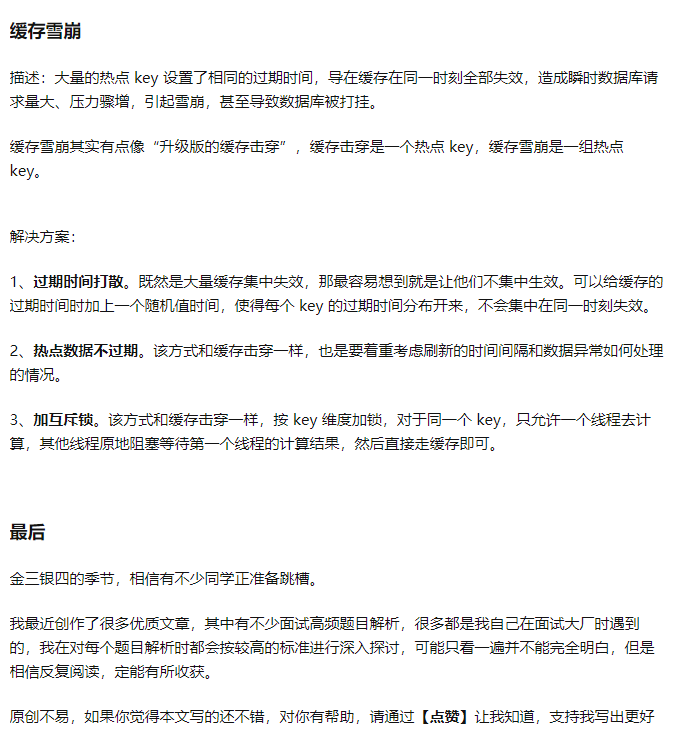 缓存雪崩
描述：大量的热点 key 设置了相同的过期时间，导在缓存在同一时刻全部失效，造成瞬时数据库请
求量大、压力骤增，引起雪崩，甚至导致数据库被打挂。
缓存雪崩其实有点像“升级版的缓存击穿”，缓存击穿是一个热点 key，缓存雪崩是一组热点
key。
解决方案：
1、过期时间打散。既然是大量缓存集中失效，那最容易想到就是让他们不集中生效。可以给缓存的
过期时间时加上一个随机值时间，使得每个 key 的过期时间分布开来，不会集中在同一时刻失效。
2、热点数据不过期。该方式和缓存击穿一样，也是要着重考虑刷新的时间间隔和数据异常如何处理
的情况。
3、加互斥锁。该方式和缓存击穿一样，按 key 维度加锁，对于同一个 key，只允许一个线程去计
算，其他线程原地阻塞等待第一个线程的计算结果，然后直接走缓存即可。
最后
金三银四的季节，相信有不少同学正准备跳槽。
我最近创作了很多优质文章，其中有不少面试高频题目解析，很多都是我自己在面试大厂时遇到
的，我在对每个题目解析时都会按较高的标准进行深入探讨，可能只看一遍并不能完全明白，但是
相信反复阅读，定能有所收获。
原创不易，如果你觉得本文写的还不错，对你有帮助，请通过【点赞】让我知道，支持我写出更好